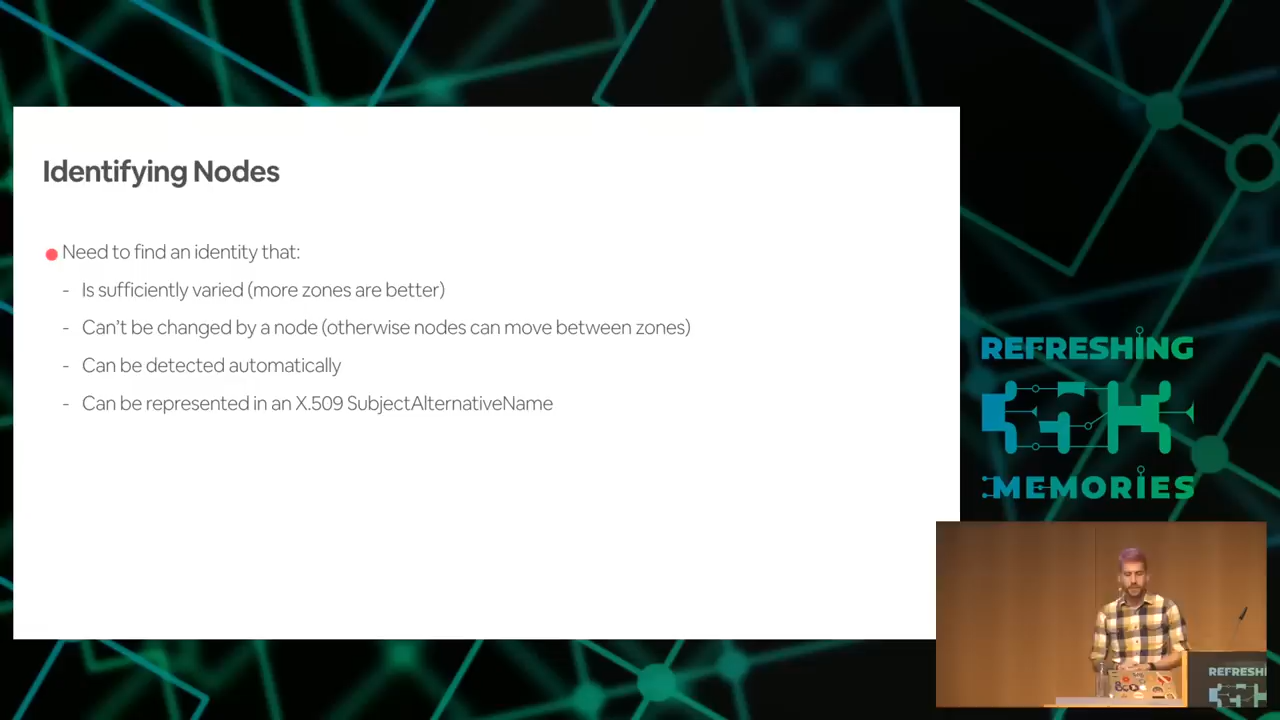 Identifying Nodes
Need to find an identity that:
- Is sufficiently varied (more zones are better)
- Can't be changed by a node (otherwise nodes can move between zones)
- Can be detected automatically
- Can be represented in an X.509 SubjectAlternativeName
REFRESHING
MEMORIES
REFRESHI